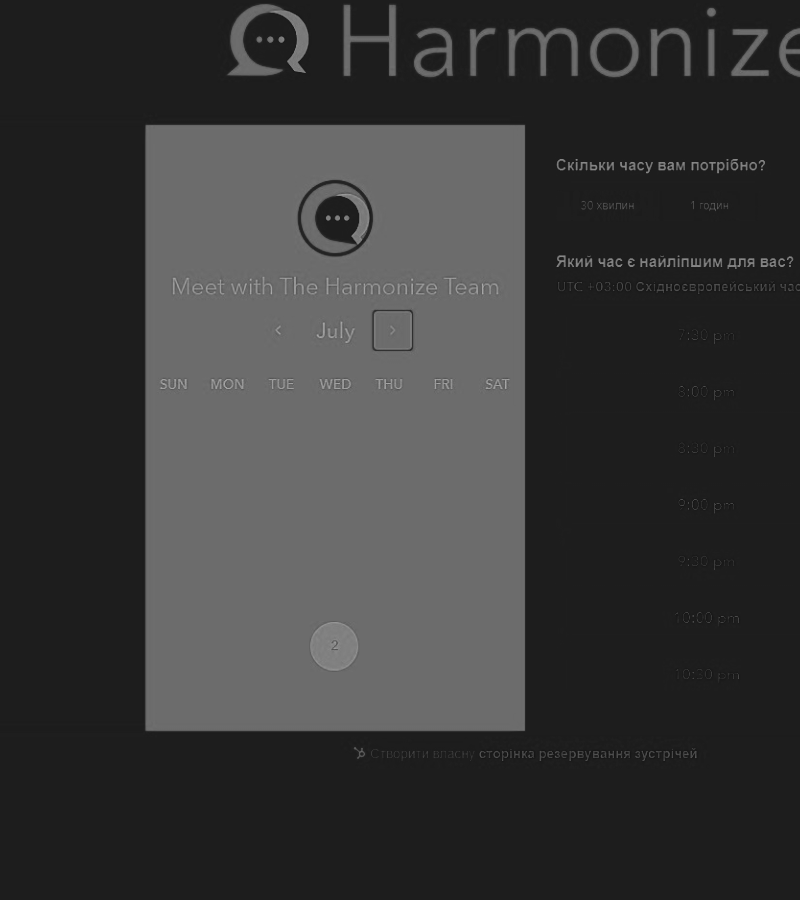 Harmonize
Meet with The Harmonize Team
July
SUN MON TUE WED THU FRI SAT
2
Скільки часу вам потрібно?
30 хвилин 1 годин
Який час є найліпшим для вас?
UTC +03:00 Східноєвропейський час
7:30 pm
8:00 pm
8:30 pm
9:00 pm
9:30 pm
10:00 pm
10:30 pm
Створити власну сторінка резервування зустрічей